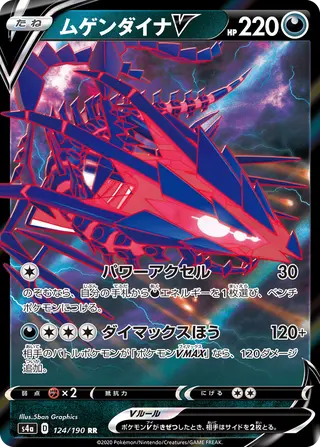 たね
ムゲンダイナV
HP220
パワーアクセル 30
のぞむなら、自分の手札から エネルギーを1枚選び、ベンチ
ポケモンにつける。
ダイマックスほう 120+
相手のバトルポケモンが「ポケモンVMAX」なら、120ダメージ
追加。
弱点 ×2 抵抗力 にげる
Illus.5ban Graphics
Vルール
ポケモンVがきぜつしたとき、相手はサイドを2枚とる。
s4a D 124/190 RR
©2020 Pokémon/Nintendo/Creatures/GAME FREAK.